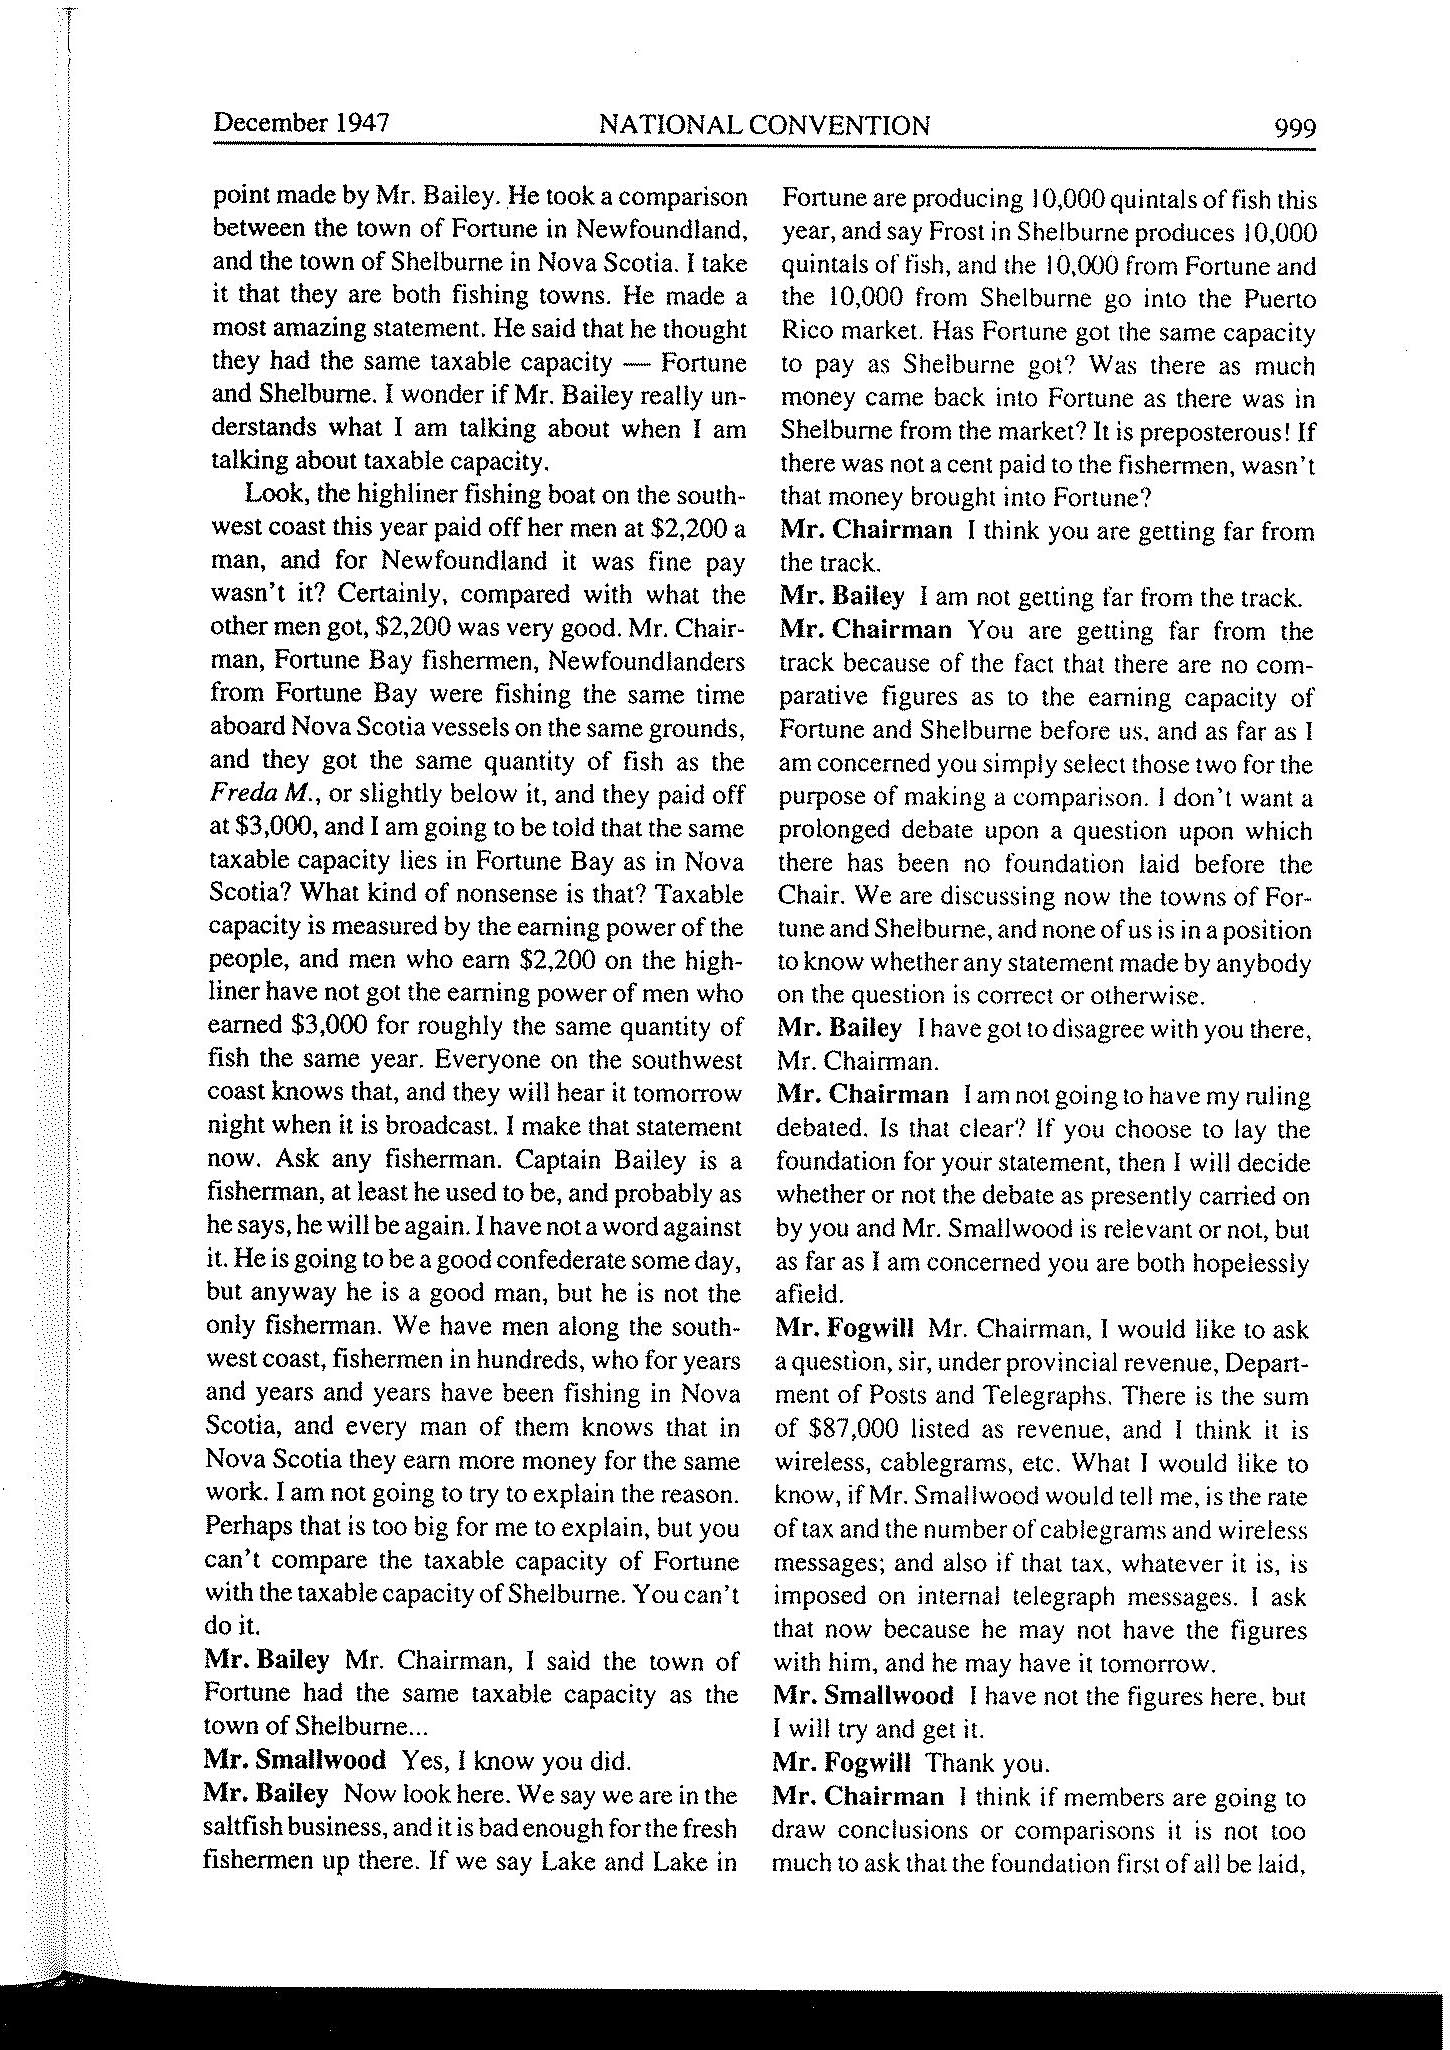 December 1947 NATIONAL CONVENTION 999
point made by Mr. Bailey. He took a comparison
between the town of Fortune in Newfoundland,
and the town of Shelburne in Nova Scotia. I take
it that they are both fishing towns. He made a
most amazing statement. He said that he thought
they had the same taxable capacity — Fortune
and Shelburne. I wonder if Mr. Bailey really un-
derstands what I am talking about when I am
talking about taxable capacity.
Look, the highliner fishing boat on the south-
west coast this year paid off her men at $2,200 a
man, and for Newfoundland it was fine pay
wasn't it? Certainly, compared with what the
other men got, $2,200 was very good. Mr. Chair-
man, Fortune Bay fishermen, Newfoundlanders
from Fortune Bay were fishing the same time
aboard Nova Scotia vessels on the same grounds,
and they got the same quantity of fish as the
Freda M., or slightly below it, and they paid off
at $3,000, and I am going to be told that the same
taxable capacity lies in Fortune Bay as in Nova
Scotia? What kind of nonsense is that? Taxable
capacity is measured by the earning power of the
people, and men who earn $2,200 on the high-
liner have not got the earning power of men who
earned $3,000 for roughly the same quantity of
fish the same year. Everyone on the southwest
coast knows that, and they will hear it tomorrow
night when it is broadcast. I make that statement
now. Ask any fisherman. Captain Bailey is a
fisherman, at least he used to be, and probably as
he says, he will be again. I have not a word against
it. He is going to be a good confederate some day,
but anyway he is a good man, but he is not the
only fisherman. We have men along the south-
west coast, fishermen in hundreds, who for years
and years and years have been fishing in Nova
Scotia, and every man of them knows that in
Nova Scotia they earn more money for the same
work. I am not going to try to explain the reason.
Perhaps that is too big for me to explain, but you
can't compare the taxable capacity of Fortune
with the taxable capacity of Shelburne. You can't
do it.
Mr. Bailey Mr. Chairman, I said the town of
Fortune had the same taxable capacity as the
town of Shelburne...
Mr. Smallwood Yes, I know you did.
Mr. Bailey Now look here. We say we are in the
saltfish business, and it is bad enough for the fresh
fishermen up there. If we say Lake and Lake in
Fortune are producing 10,000 quintals of fish this
year, and say Frost in Shelburne produces 10,000
quintals of fish, and the 10,000 from Fortune and
the 10,000 from Shelburne go into the Puerto
Rico market. Has Fortune got the same capacity
to pay as Shelburne got? Was there as much
money came back into Fortune as there was in
Shelburne from the market? It is preposterous! If
there was not a cent paid to the fishermen, wasn't
that money brought into Fortune?
Mr. Chairman I think you are getting far from
the track.
Mr. Bailey I am not getting far from the track.
Mr. Chairman You are getting far from the
track because of the fact that there are no com-
parative figures as to the earning capacity of
Fortune and Shelburne before us, and as far as I
am concerned you simply select those two for the
purpose of making a comparison. I don't want a
prolonged debate upon a question upon which
there has been no foundation laid before the
Chair. We are discussing now the towns of For-
tune and Shelburne, and none of us is in a position
to know whether any statement made by anybody
on the question is correct or otherwise.
Mr. Bailey I have got to disagree with you there,
Mr. Chairman.
Mr. Chairman I am not going to have my ruling
debated. Is that clear? If you choose to lay the
foundation for your statement, then I will decide
whether or not the debate as presently carried on
by you and Mr. Smallwood is relevant or not, but
as far as I am concerned you are both hopelessly
afield.
Mr. Fogwill Mr. Chairman, I would like to ask
a question, sir, under provincial revenue, Depart-
ment of Posts and Telegraphs. There is the sum
of $87,000 listed as revenue, and I think it is
wireless, cablegrams, etc. What I would like to
know, if Mr. Smallwood would tell me, is the rate
of tax and the number of cablegrams and wireless
messages; and also if that tax, whatever it is, is
imposed on internal telegraph messages. I ask
that now because he may not have the figures
with him, and he may have it tomorrow.
Mr. Smallwood I have not the figures here, but
I will try and get it.
Mr. Fogwill Thank you.
Mr. Chairman I think if members are going to
draw conclusions or comparisons it is not too
much to ask that the foundation first of all be laid,